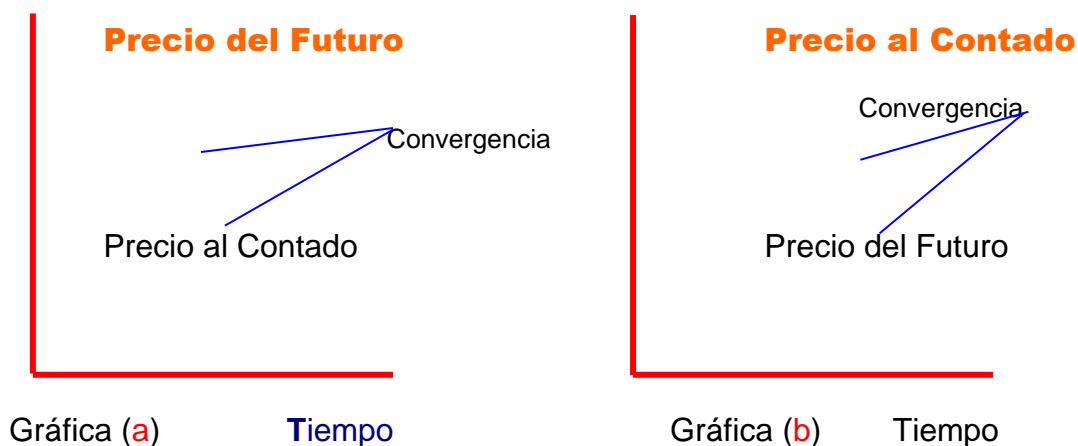 Precio del Futuro
Convergencia
Precio al Contado
Gráfica (a) Tiempo
Precio al Contado
Convergencia
Precio del Futuro
Gráfica (b) Tiempo